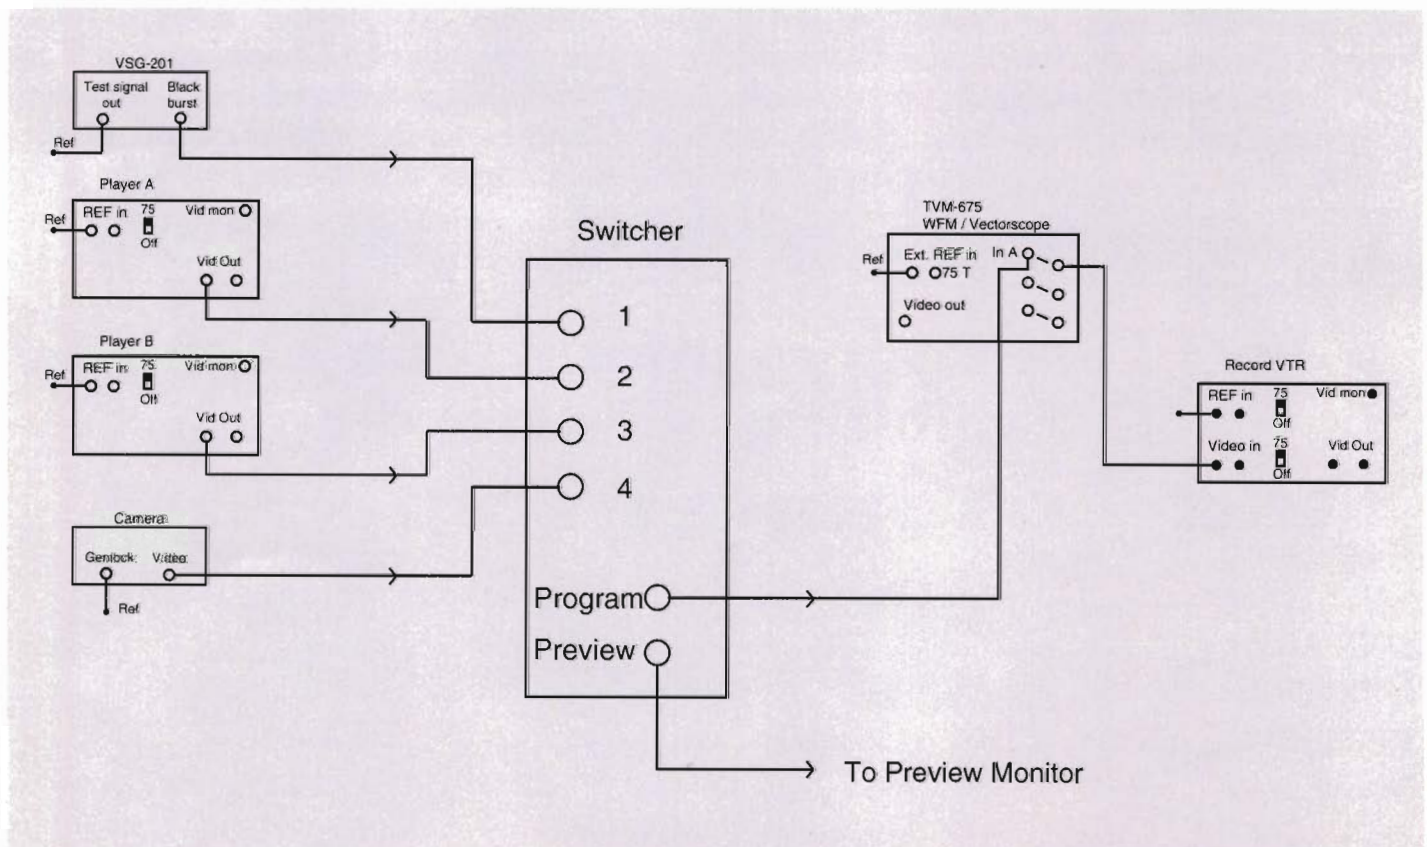 VSG-201
Test signal out
Black burst
Ref
Player A
Ref
REF in
75
Off
Vid mon
Vid Out
Player B
Ref
REF in
75
Off
Vid mon
Vid Out
Camera
Genlock
Video
Ref
Switcher
1
2
3
4
Program
Preview
To Preview Monitor
TVM-675
WFM / Vectorscope
Ref
Ext. REF in
75 T
In A
Video out
Record VTR
REF in
75
Off
Vid mon
Video in
75
Off
Vid Out